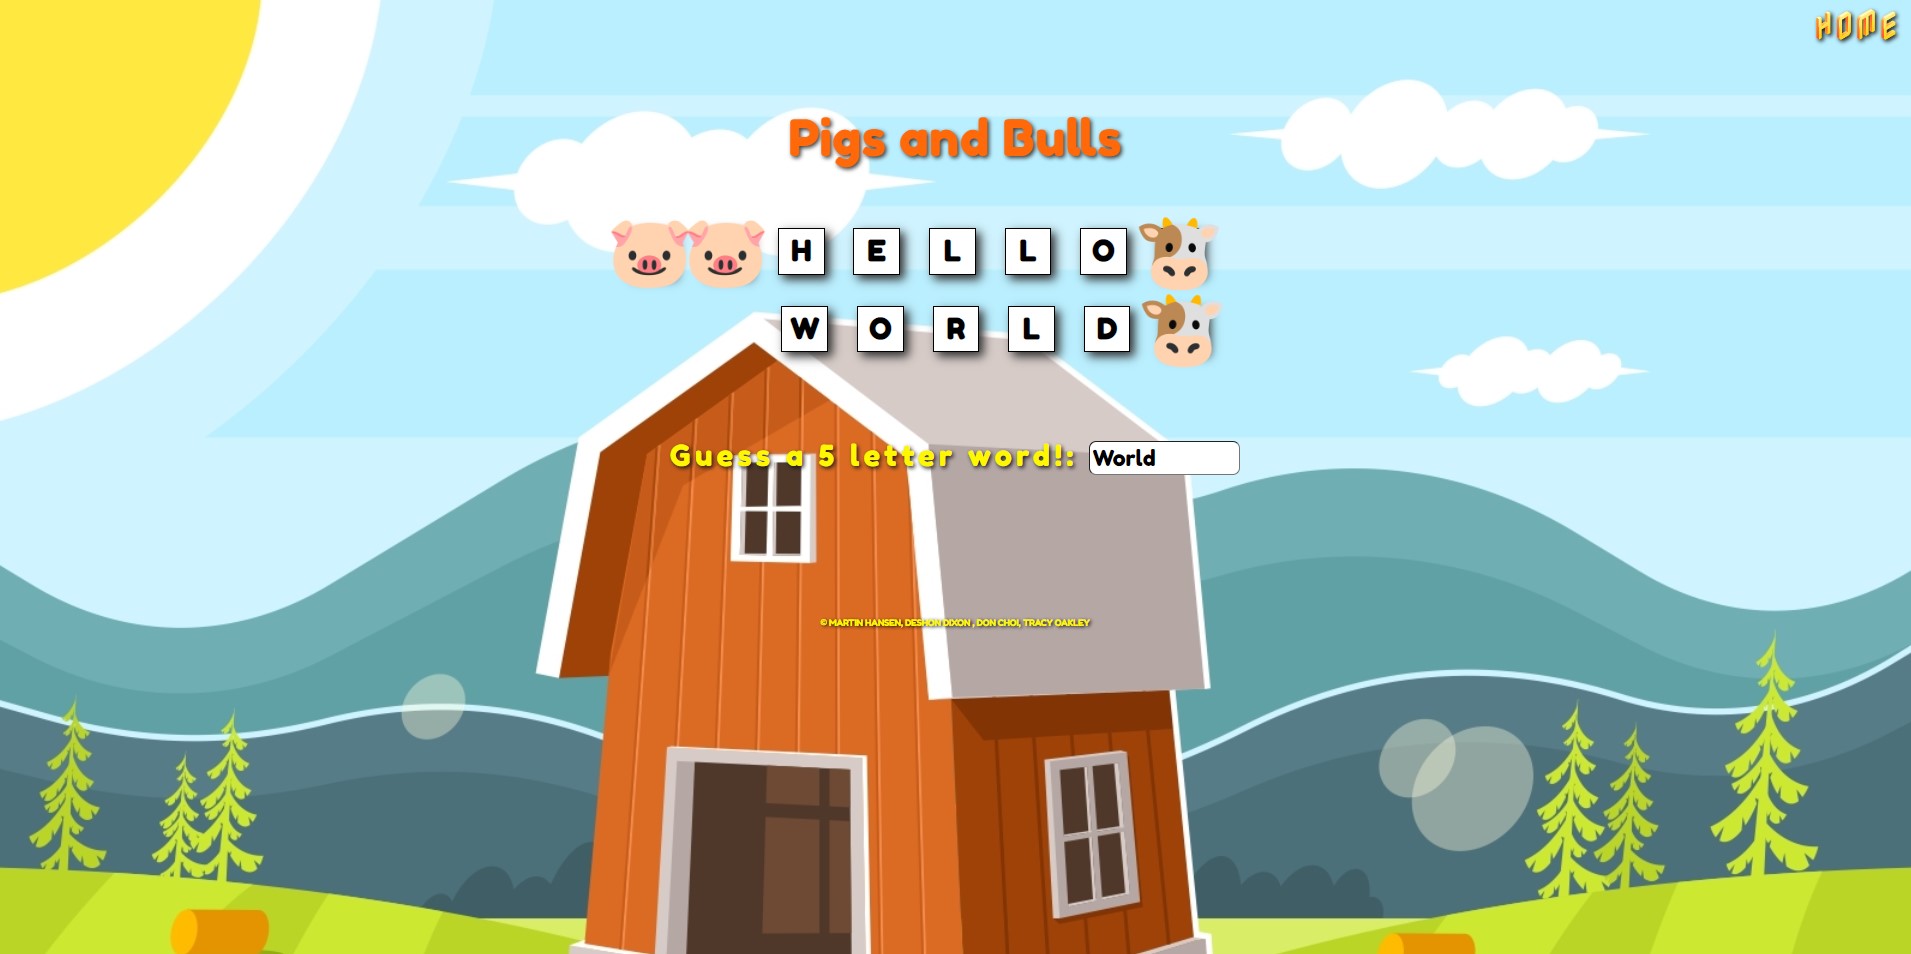 HOME
Pigs and Bulls
H E L L O
W O R L D
Guess a 5 letter word!: World
© MARTIN HANSEN, DESHON DIXON , DON CHOI, TRACY OAKLEY